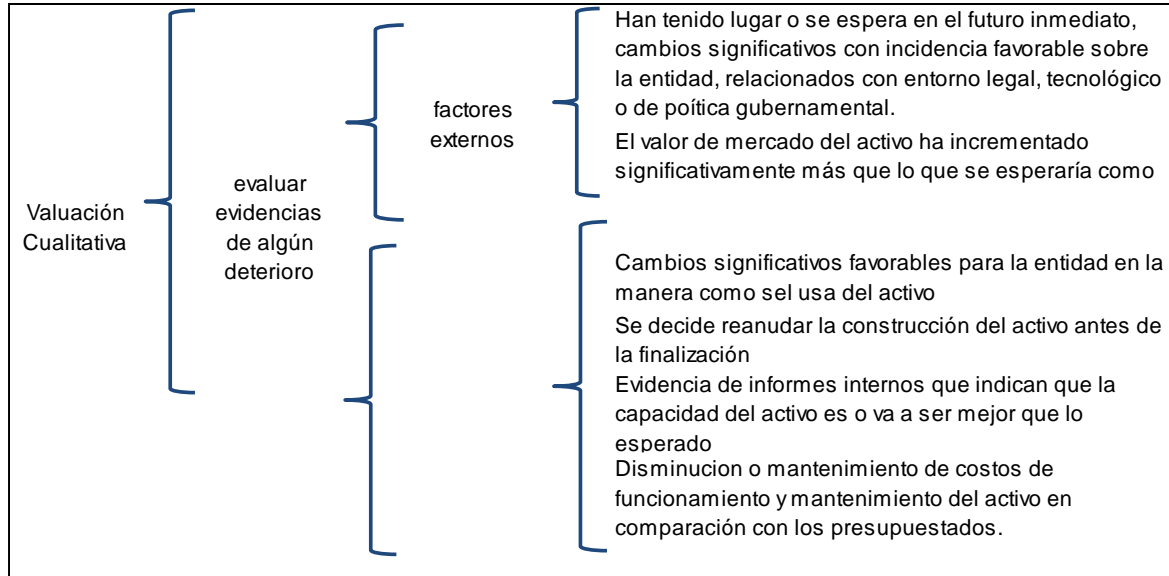 Valuación
Cualitativa
evaluar
evidencias
de algún
deterioro
factores
externos
Han tenido lugar o se espera en el futuro inmediato,
cambios significativos con incidencia favorable sobre
la entidad, relacionados con entorno legal, tecnológico
o de poítica gubernamental.
El valor de mercado del activo ha incrementado
significativamente más que lo que se esperaría como
Cambios significativos favorables para la entidad en la
manera como sel usa del activo
Se decide reanudar la construcción del activo antes de
la finalización
Evidencia de informes internos que indican que la
capacidad del activo es o va a ser mejor que lo
esperado
Disminucion o mantenimiento de costos de
funcionamiento y mantenimiento del activo en
comparación con los presupuestados.